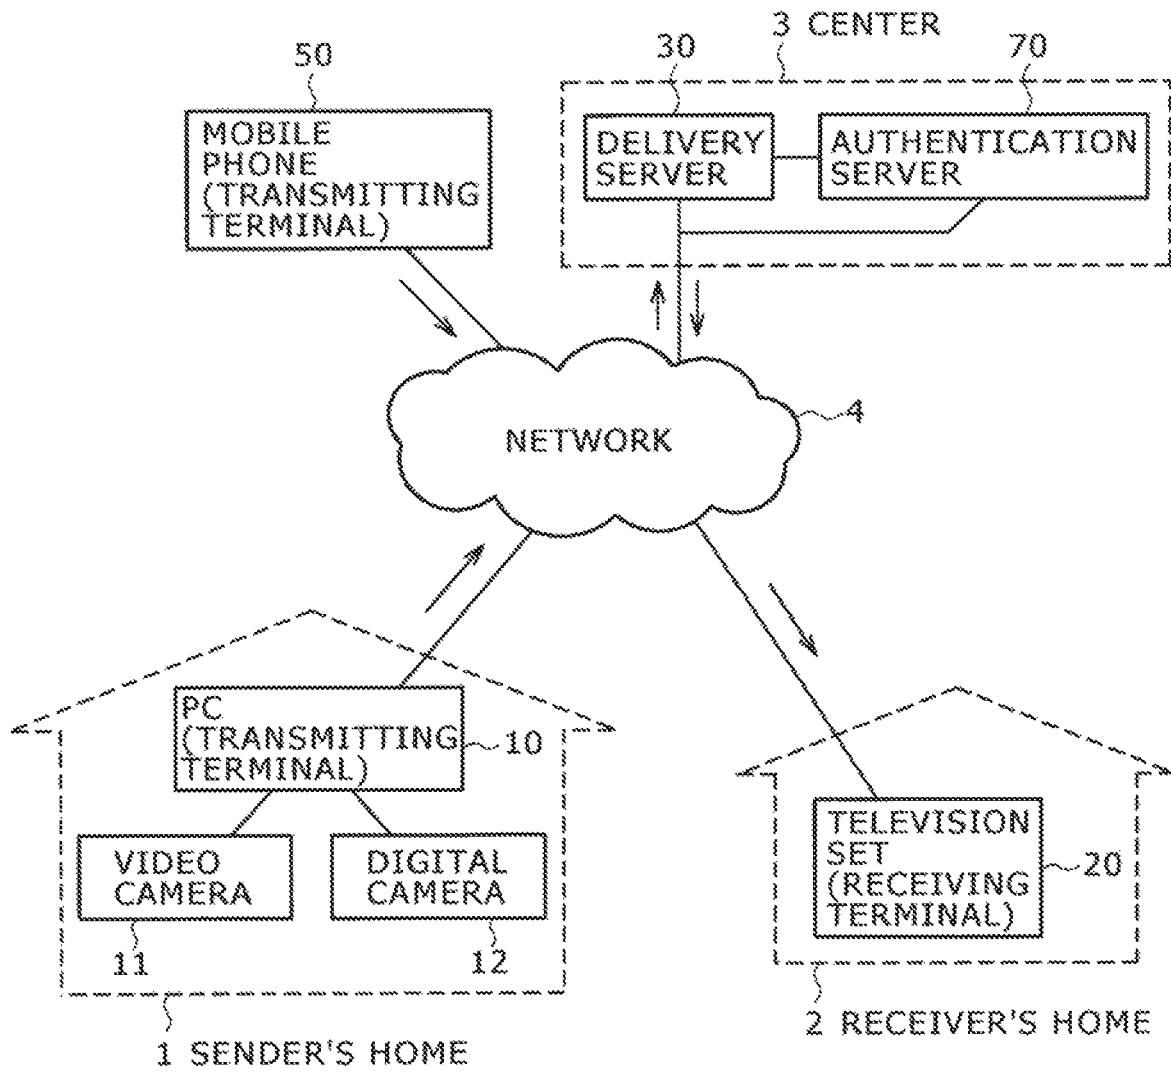 3 CENTER
50
30
70
MOBILE
PHONE
(TRANSMITTING
TERMINAL)
DELIVERY
SERVER
AUTHENTICATION
SERVER
4
NETWORK
PC
(TRANSMITTING
TERMINAL)
10
VIDEO
CAMERA
DIGITAL
CAMERA
11
12
TELEVISION
SET
(RECEIVING
TERMINAL)
20
1 SENDER'S HOME
2 RECEIVER'S HOME